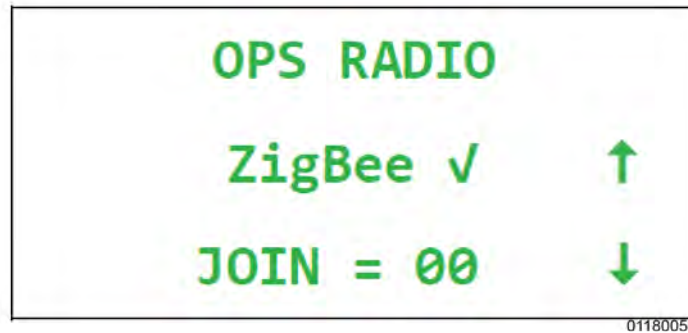 OPS RADIO
ZigBee √ ↑
JOIN = 00 ↓
0118005